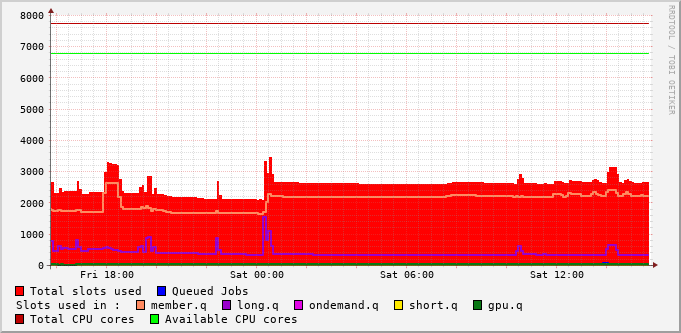 8000
7000
6000
5000
4000
3000
2000
1000
0
Fri 18:00 Sat 00:00 Sat 06:00 Sat 12:00
RRDTOOL / TOBI OETIKER
Total slots used Queued Jobs
Slots used in : member.q long.q ondemand.q short.q gpu.q
Total CPU cores Available CPU cores